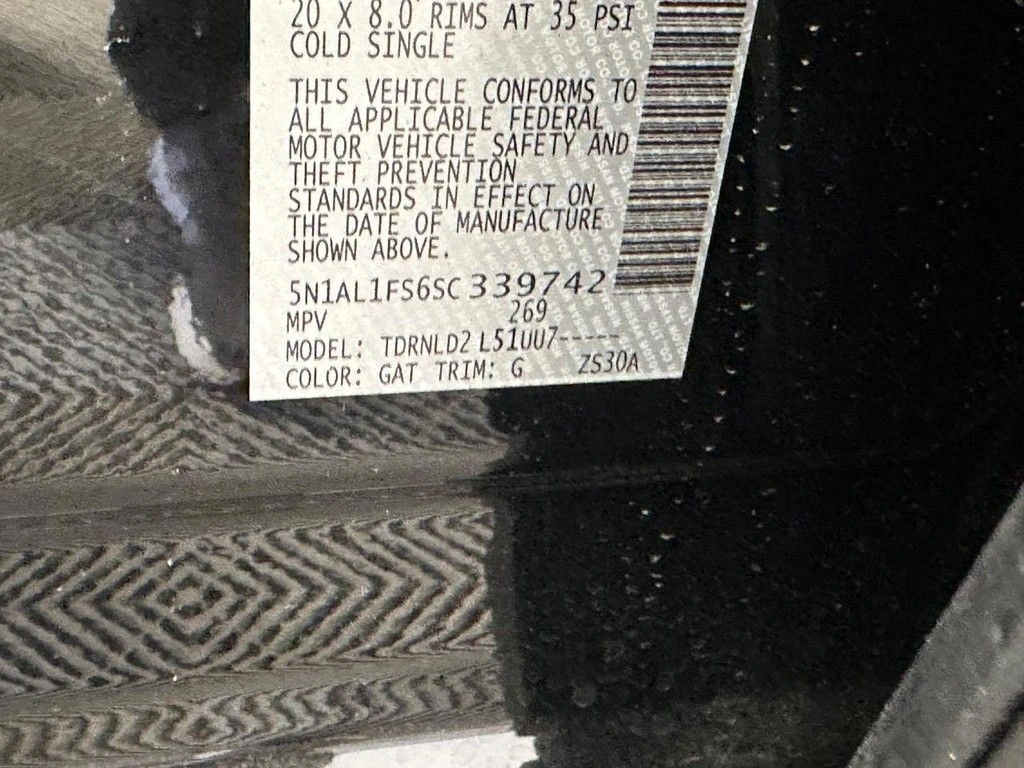 20 X 8.0 RIMS AT 35 PSI
COLD SINGLE
THIS VEHICLE CONFORMS TO
ALL APPLICABLE FEDERAL
MOTOR VEHICLE SAFETY AND
THEFT PREVENTION
STANDARDS IN EFFECT ON
THE DATE OF MANUFACTURE
SHOWN ABOVE.
5N1AL1FS6SC339742
MPV 269
MODEL: TDRNLD2 L51UU7-----
COLOR: GAT TRIM: G ZS30A